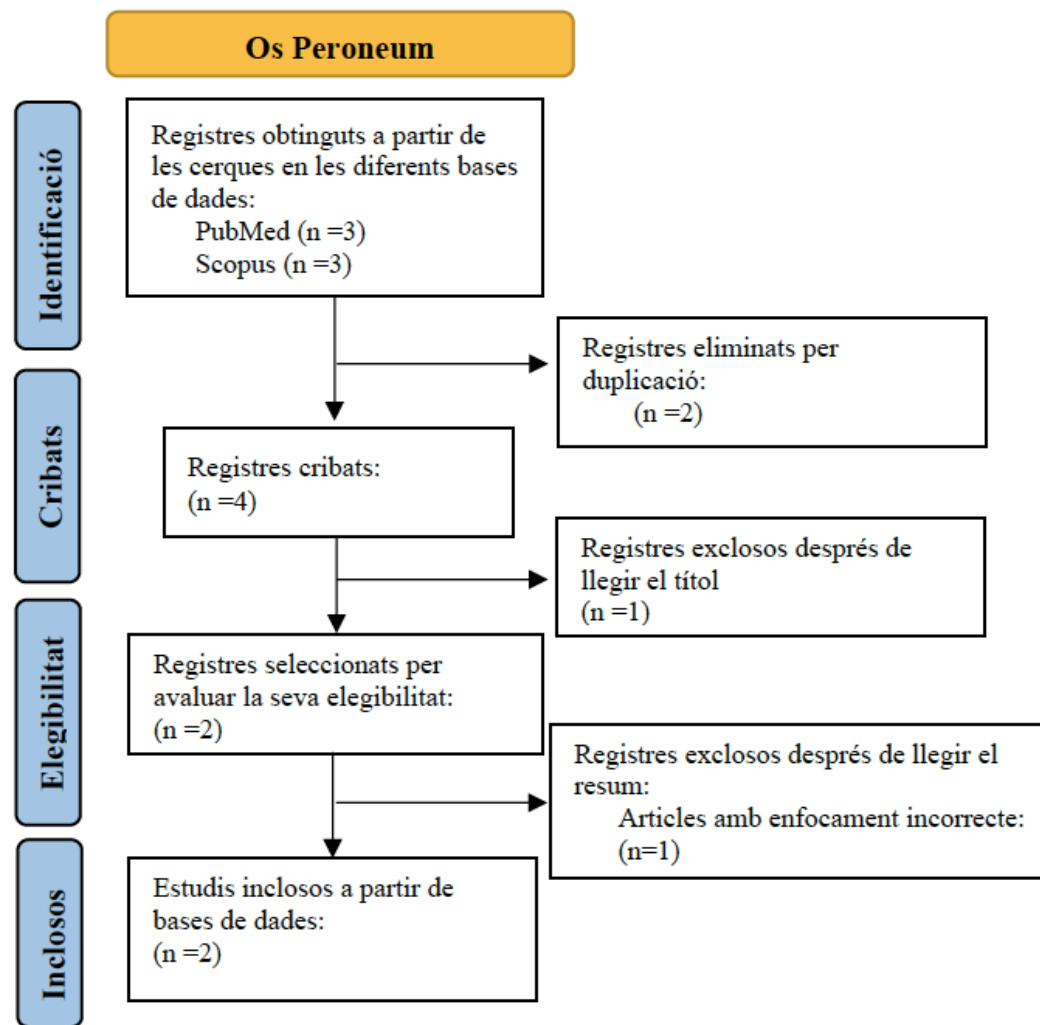 Os Peroneum
Identificació
Registres obtinguts a partir de
les cerques en les diferents bases
de dades:
PubMed (n =3)
Scopus (n =3)
Registres eliminats per
duplicació:
(n =2)
Cribats
Registres cribats:
(n =4)
Registres exclosos després de
llegir el títol
(n =1)
Elegibilitat
Registres seleccionats per
avaluar la seva elegibilitat:
(n =2)
Registres exclosos després de llegir el
resum:
Articles amb enfocament incorrecte:
(n=1)
Inclosos
Estudis inclosos a partir de
bases de dades:
(n =2)